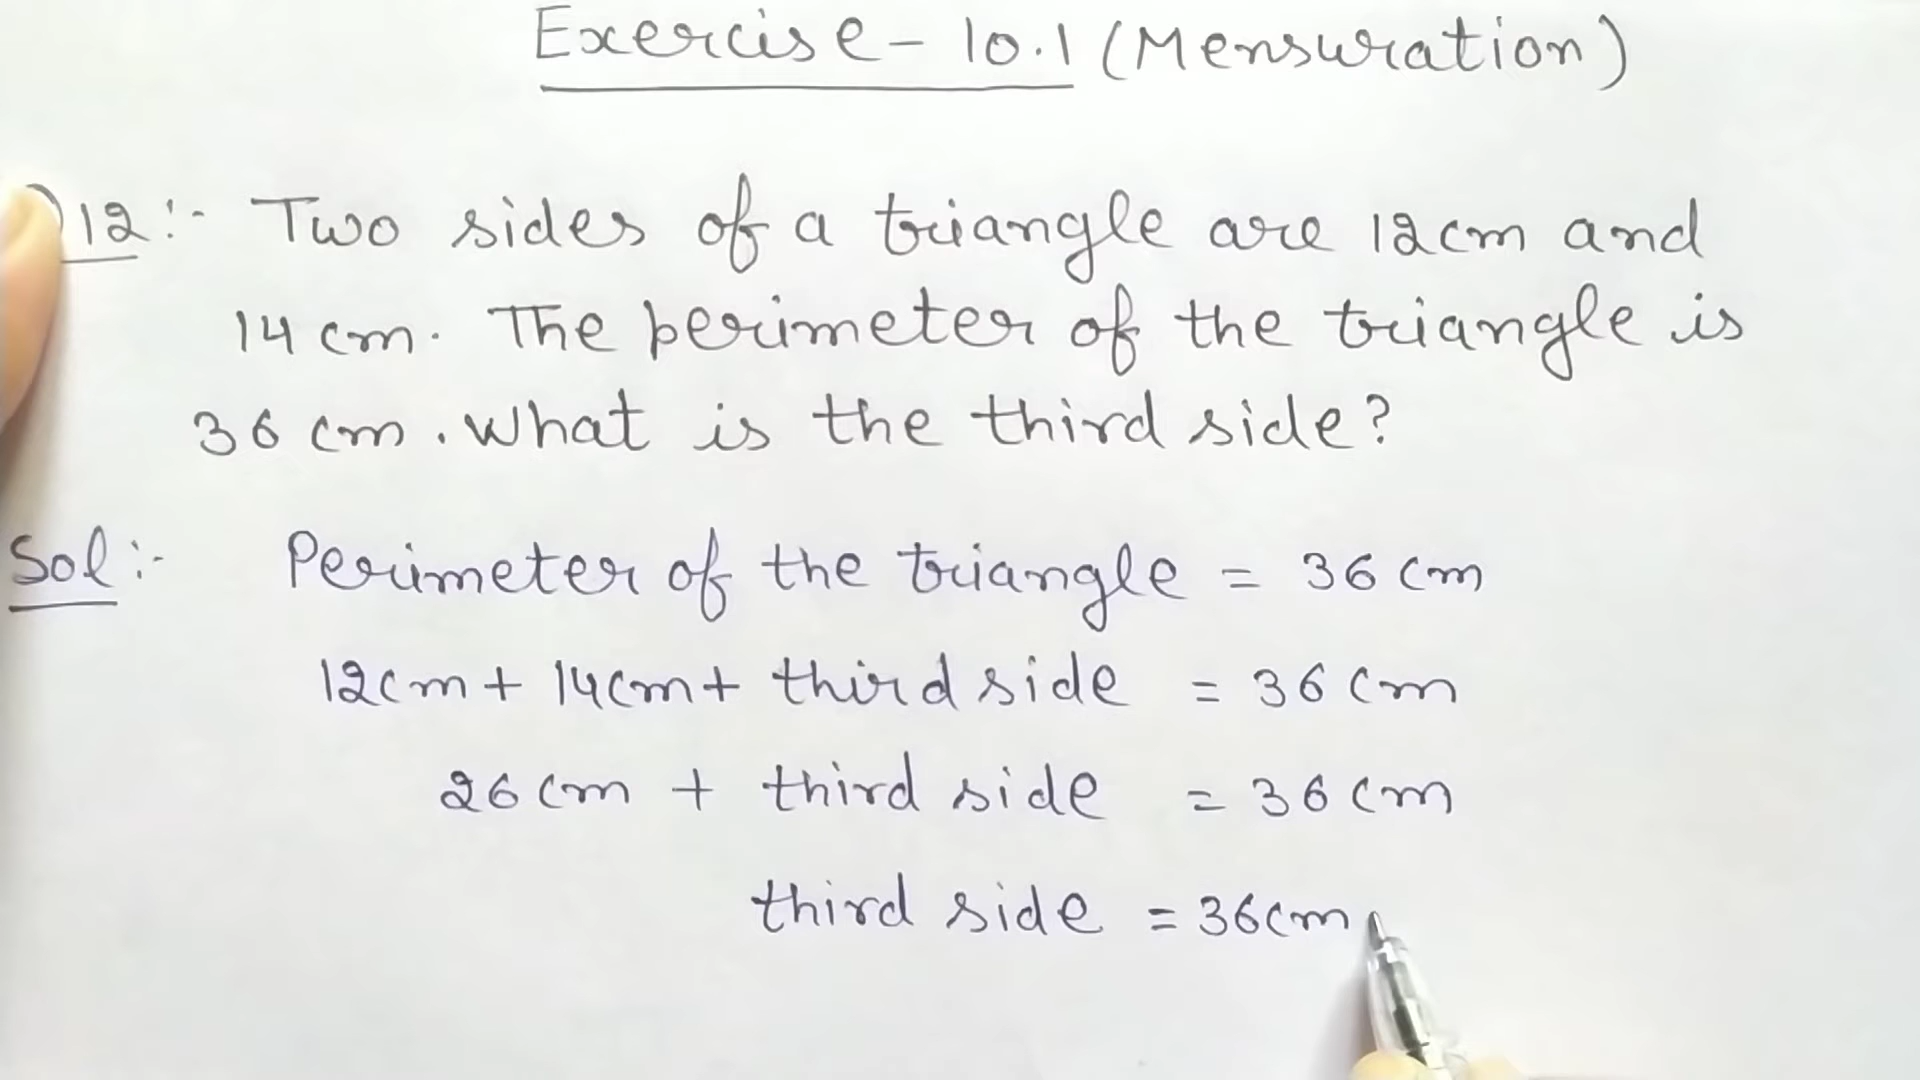 Exercise - 10.1 (Mensuration)
12:- Two sides of a triangle are 12cm and
14 cm. The perimeter of the triangle is
36 cm. What is the third side?
Sol:- Perimeter of the triangle = 36 cm
12cm + 14cm + third side = 36 cm
26 cm + third side = 36 cm
third side = 36cm